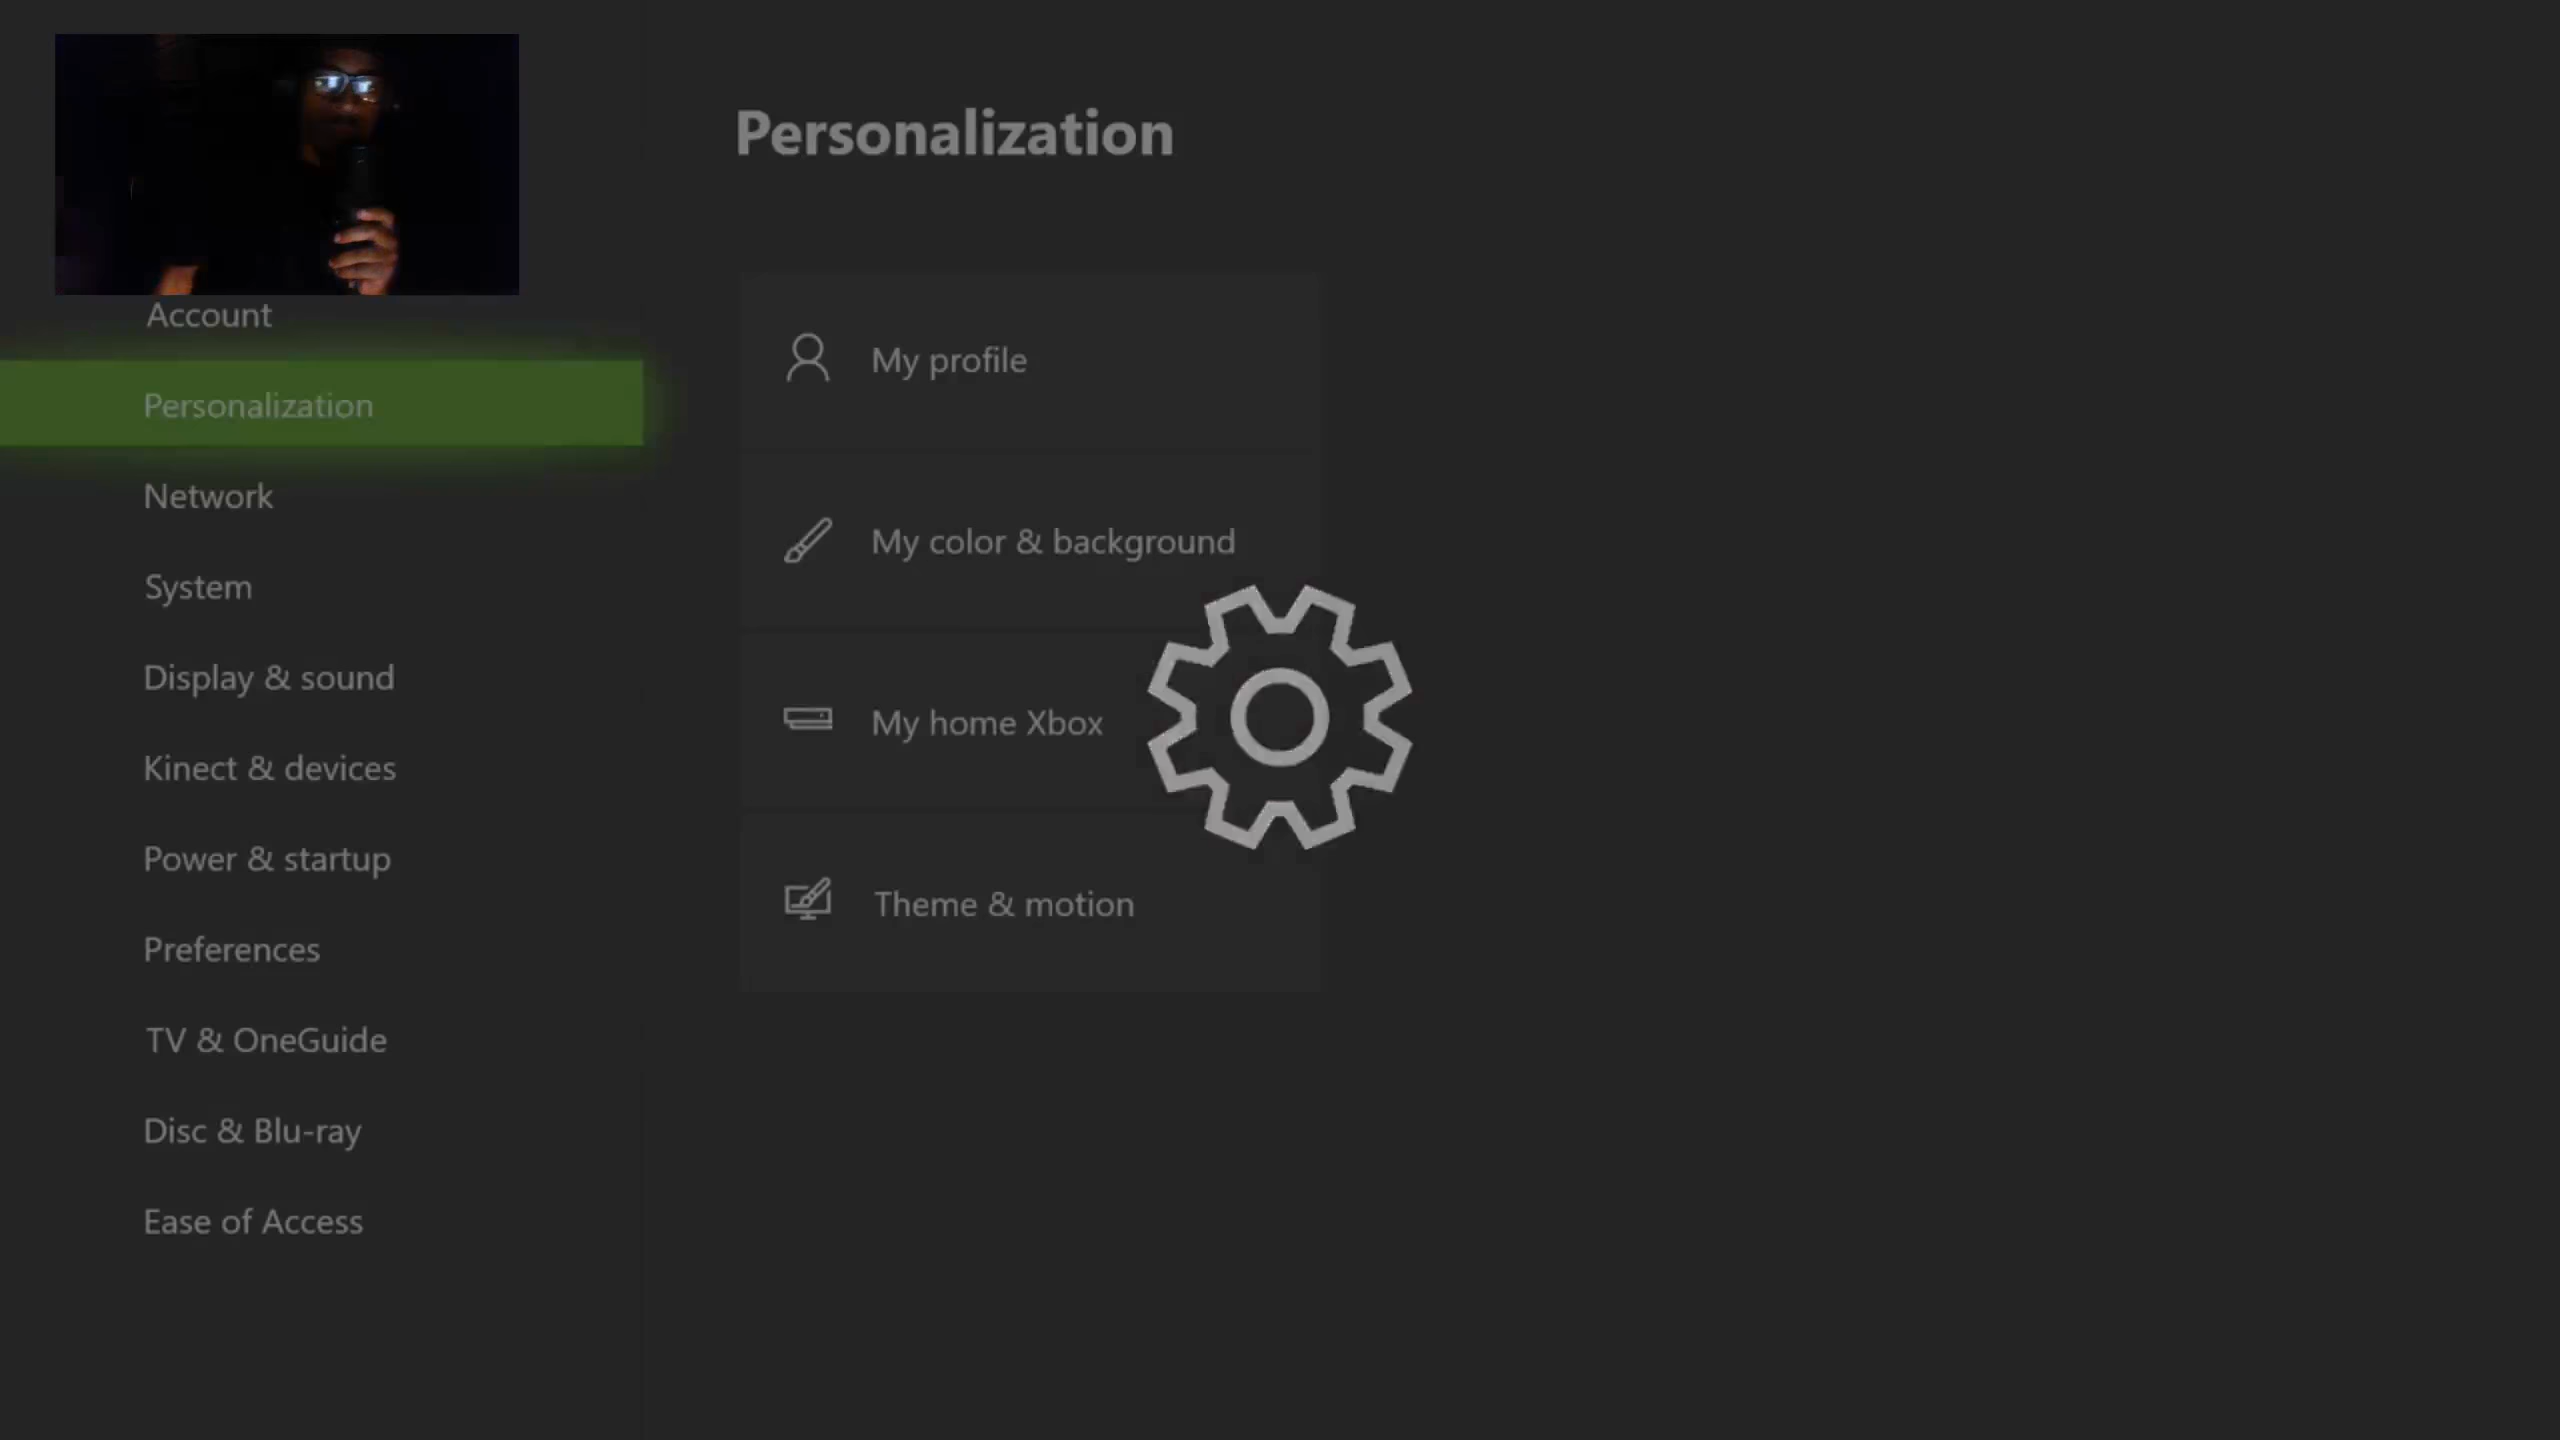 Personalization
Account
Personalization
Network
System
Display & sound
Kinect & devices
Power & startup
Preferences
TV & OneGuide
Disc & Blu-ray
Ease of Access
My profile
My color & background
My home Xbox
Theme & motion